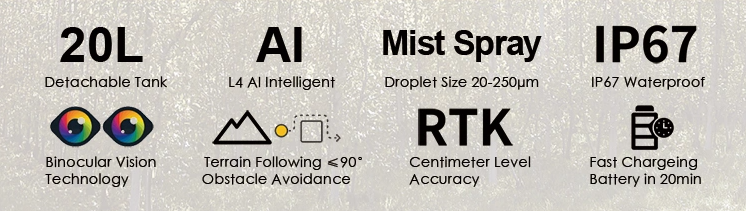 20L
Detachable Tank
AI
L4 AI Intelligent
Mist Spray
Droplet Size 20-250μm
IP67
IP67 Waterproof
Binocular Vision
Technology
Terrain Following ≤90°
Obstacle Avoidance
RTK
Centimeter Level
Accuracy
Fast Chargeing
Battery in 20min